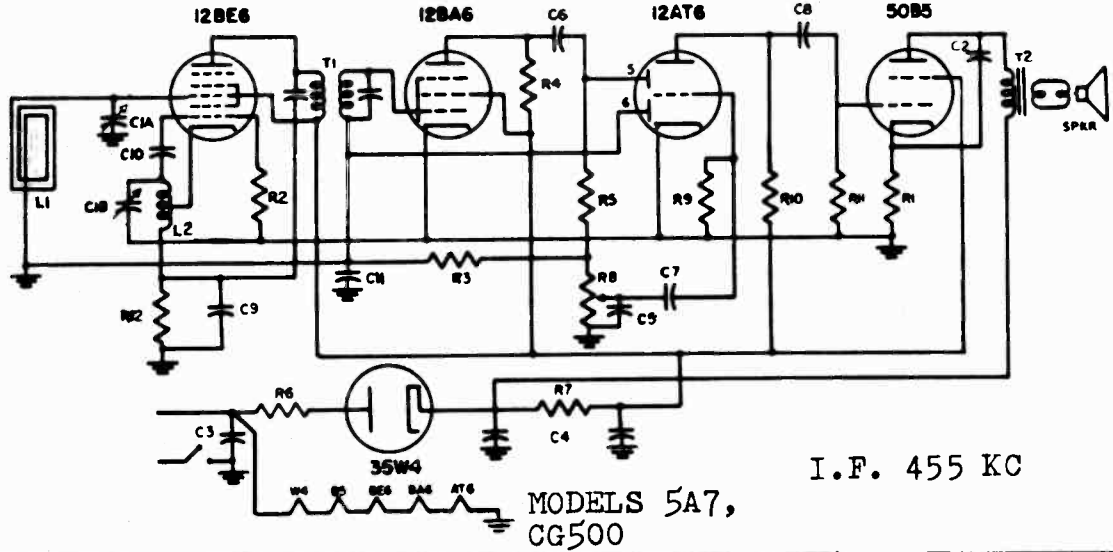 12BE6 12BA6 12AT6 50B5
C6 C8 C2
T1 T2
R4 5
6
C1A SPKR
C10
L1 C1B L2 R2 R5 R9 R10 R11 R1
R3 C11 R8 C7
R12 C9 C5
R6 R7
C3 C4
35W4
I.F. 455 KC
W4 B5 BE6 BA6 AT6
MODELS 5A7,
CG500